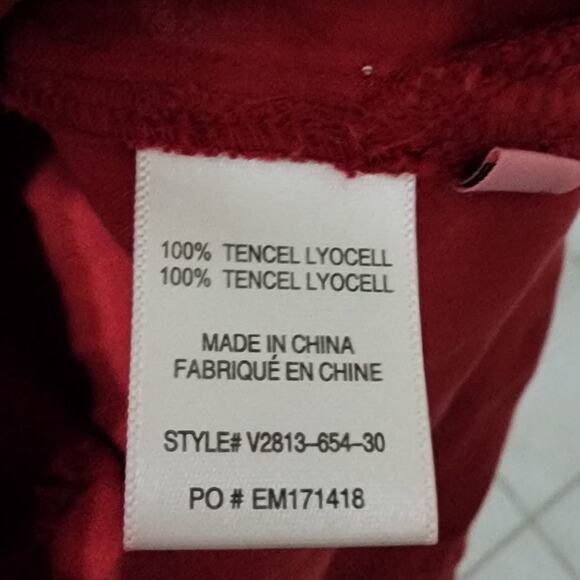 100% TENCEL LYOCELL
100% TENCEL LYOCELL
MADE IN CHINA
FABRIQUÉ EN CHINE
STYLE# V2813-654-30
PO # EM171418